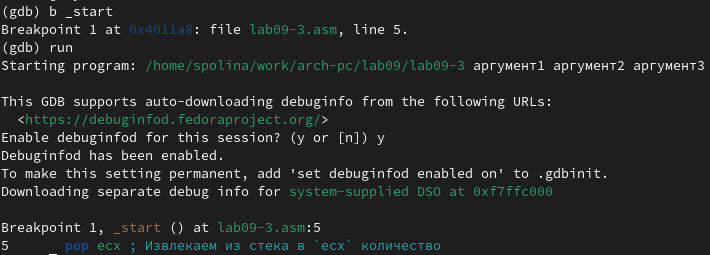 (gdb) b _start
Breakpoint 1 at 0x4011a8: file lab09-3.asm, line 5.
(gdb) run
Starting program: /home/spolina/work/arch-pc/lab09/lab09-3 аргумент1 аргумент2 аргумент3
This GDB supports auto-downloading debuginfo from the following URLs:
<https://debuginfod.fedoraproject.org/>
Enable debuginfod for this session? (y or [n]) y
Debuginfod has been enabled.
To make this setting permanent, add 'set debuginfod enabled on' to .gdbinit.
Downloading separate debug info for system-supplied DSO at 0xf7ffc000
Breakpoint 1, _start () at lab09-3.asm:5
5 pop ecx ; Извлекаем из стека в `ecx` количество